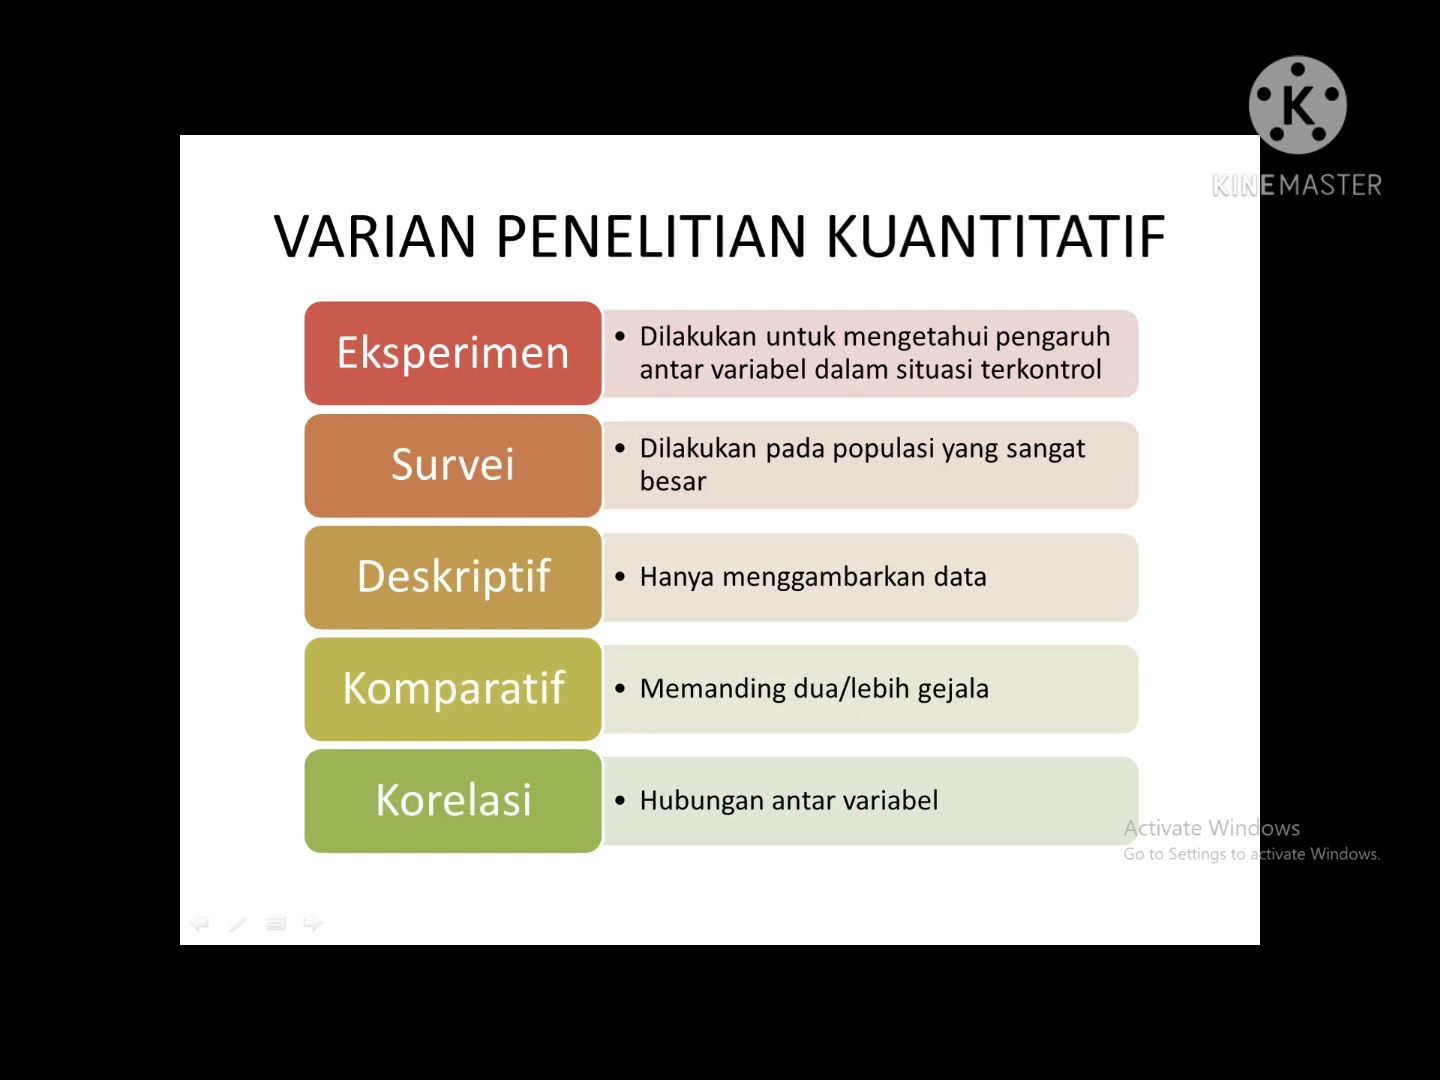 K
KINEMASTER
VARIAN PENELITIAN KUANTITATIF
Eksperimen
• Dilakukan untuk mengetahui pengaruh
antar variabel dalam situasi terkontrol
Survei
• Dilakukan pada populasi yang sangat
besar
Deskriptif
• Hanya menggambarkan data
Komparatif
• Memanding dua/lebih gejala
Korelasi
• Hubungan antar variabel
Activate Windows
Go to Settings to activate Windows.